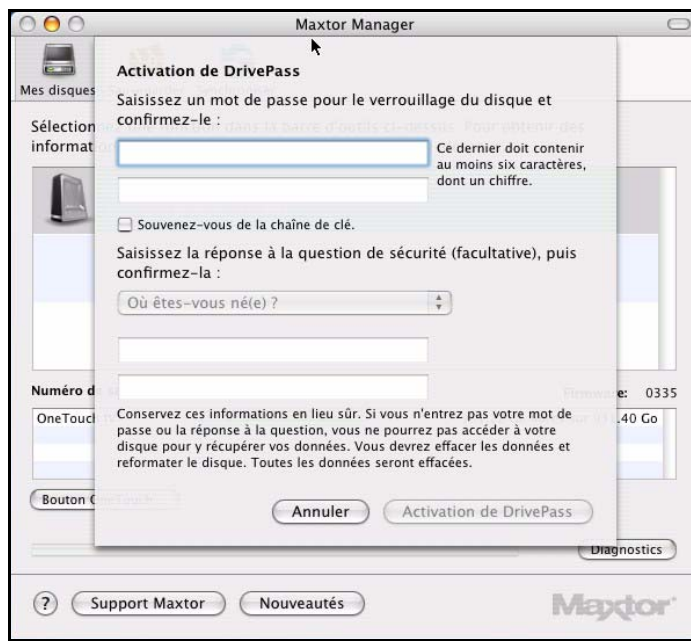 Maxtor Manager
Mes disques
Activation de DrivePass
Saisissez un mot de passe pour le verrouillage du disque et
confirmez-le :
Sélection
informat
Ce dernier doit contenir
au moins six caractères,
dont un chiffre.
Souvenez-vous de la chaîne de clé.
Saisissez la réponse à la question de sécurité (facultative), puis
confirmez-la :
Où êtes-vous né(e) ?
Numéro d
Firmware: 0335
OneTouch
.40 Go
Conservez ces informations en lieu sûr. Si vous n'entrez pas votre mot de
passe ou la réponse à la question, vous ne pourrez pas accéder à votre
disque pour y récupérer vos données. Vous devrez effacer les données et
reformater le disque. Toutes les données seront effacées.
Bouton OneTouch
Annuler
Activation de DrivePass
Diagnostics
?
Support Maxtor
Nouveautés
Maxtor